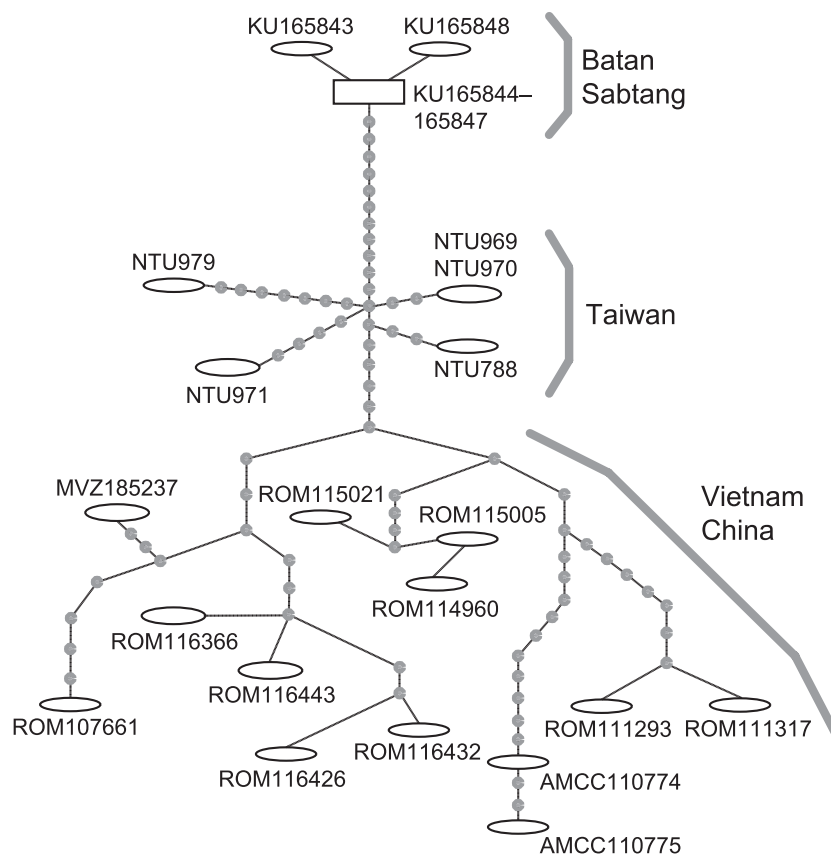 KU165843
KU165848
KU165844–
165847
Batan
Sabtang
NTU979
NTU969
NTU970
NTU971
NTU788
Taiwan
MVZ185237
ROM115021
ROM115005
ROM114960
Vietnam
China
ROM116366
ROM116443
ROM107661
ROM116426
ROM116432
ROM111293
ROM111317
AMCC110774
AMCC110775